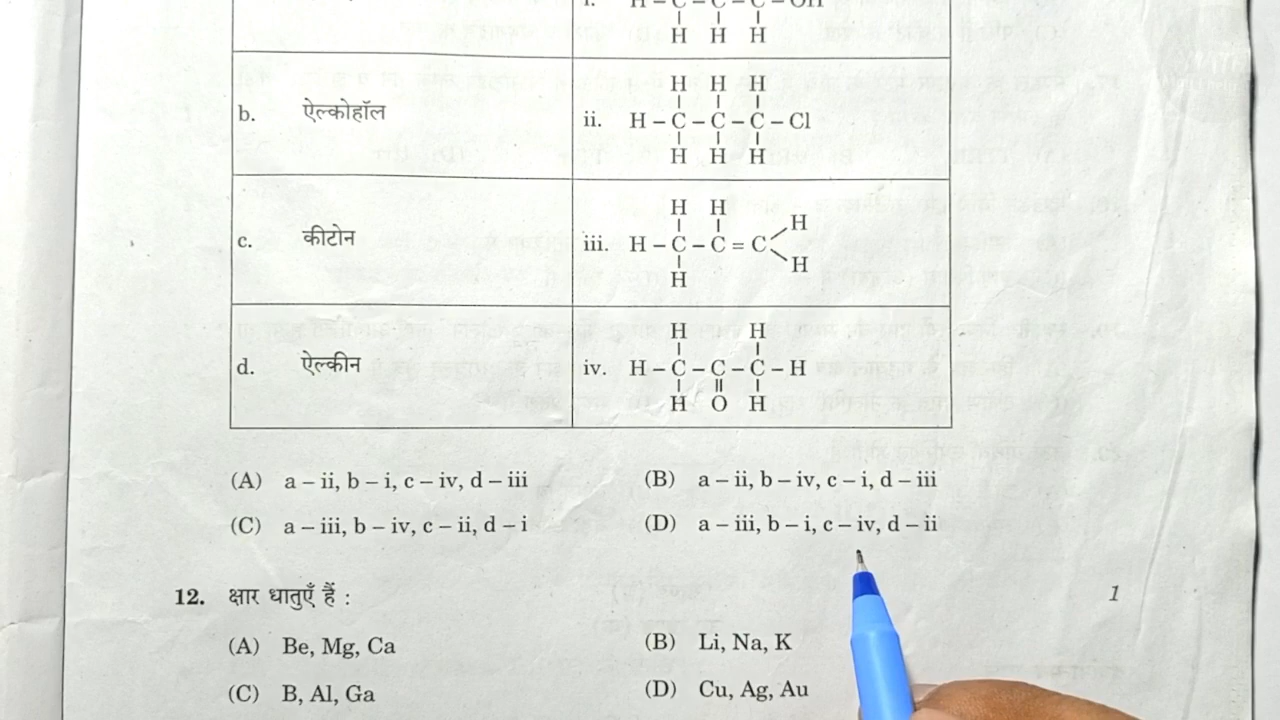 i. H – C – C – C – OH
H H H
b. ऐल्कोहॉल
H H H
ii. H – C – C – C – Cl
H H H
c. कीटोन
H H
H
iii. H – C – C = C
H
H
d. ऐल्कीन
H H
iv. H – C – C – C – H
H O H
(A) a – ii, b – i, c – iv, d – iii
(B) a – ii, b – iv, c – i, d – iii
(C) a – iii, b – iv, c – ii, d – i
(D) a – iii, b – i, c – iv, d – ii
12. क्षार धातुएँ हैं : 1
(A) Be, Mg, Ca
(B) Li, Na, K
(C) B, Al, Ga
(D) Cu, Ag, Au